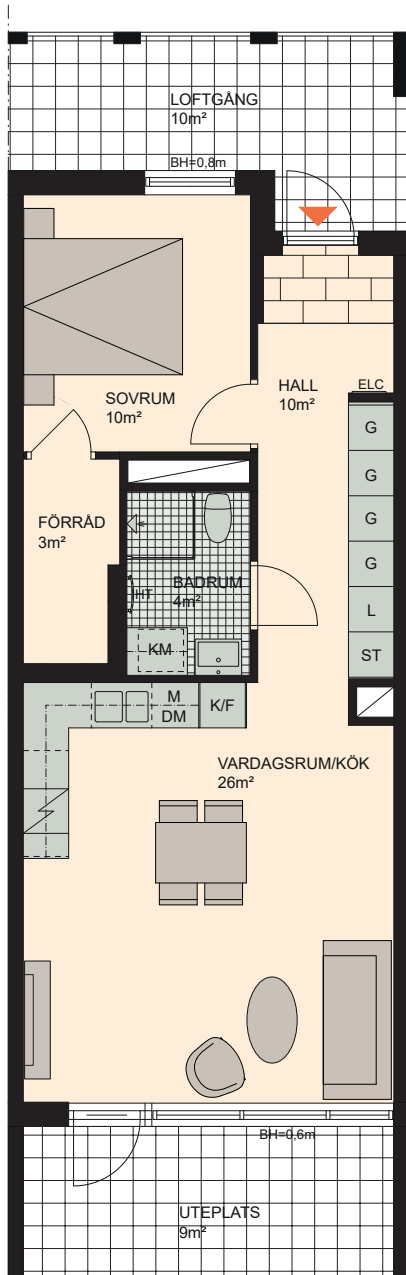 LOFTGÅNG
10m²
BH=0,8m
SOVRUM
10m²
HALL
10m²
ELC
G
G
G
G
L
ST
FÖRRÅD
3m²
BADRUM
4m²
HT
KM
M
DM
K/F
VARDAGSRUM/KÖK
26m²
BH=0,6m
UTEPLATS
9m²